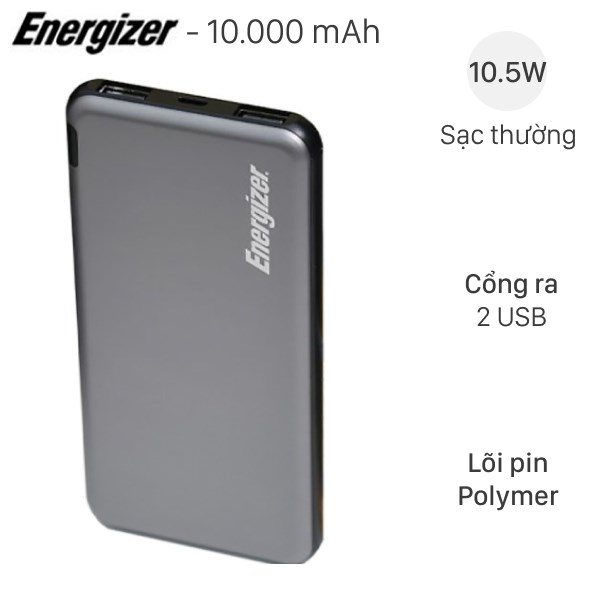 Energizer - 10.000 mAh
10.5W
Sạc thường
Energizer.
Cổng ra
2 USB
Lõi pin
Polymer